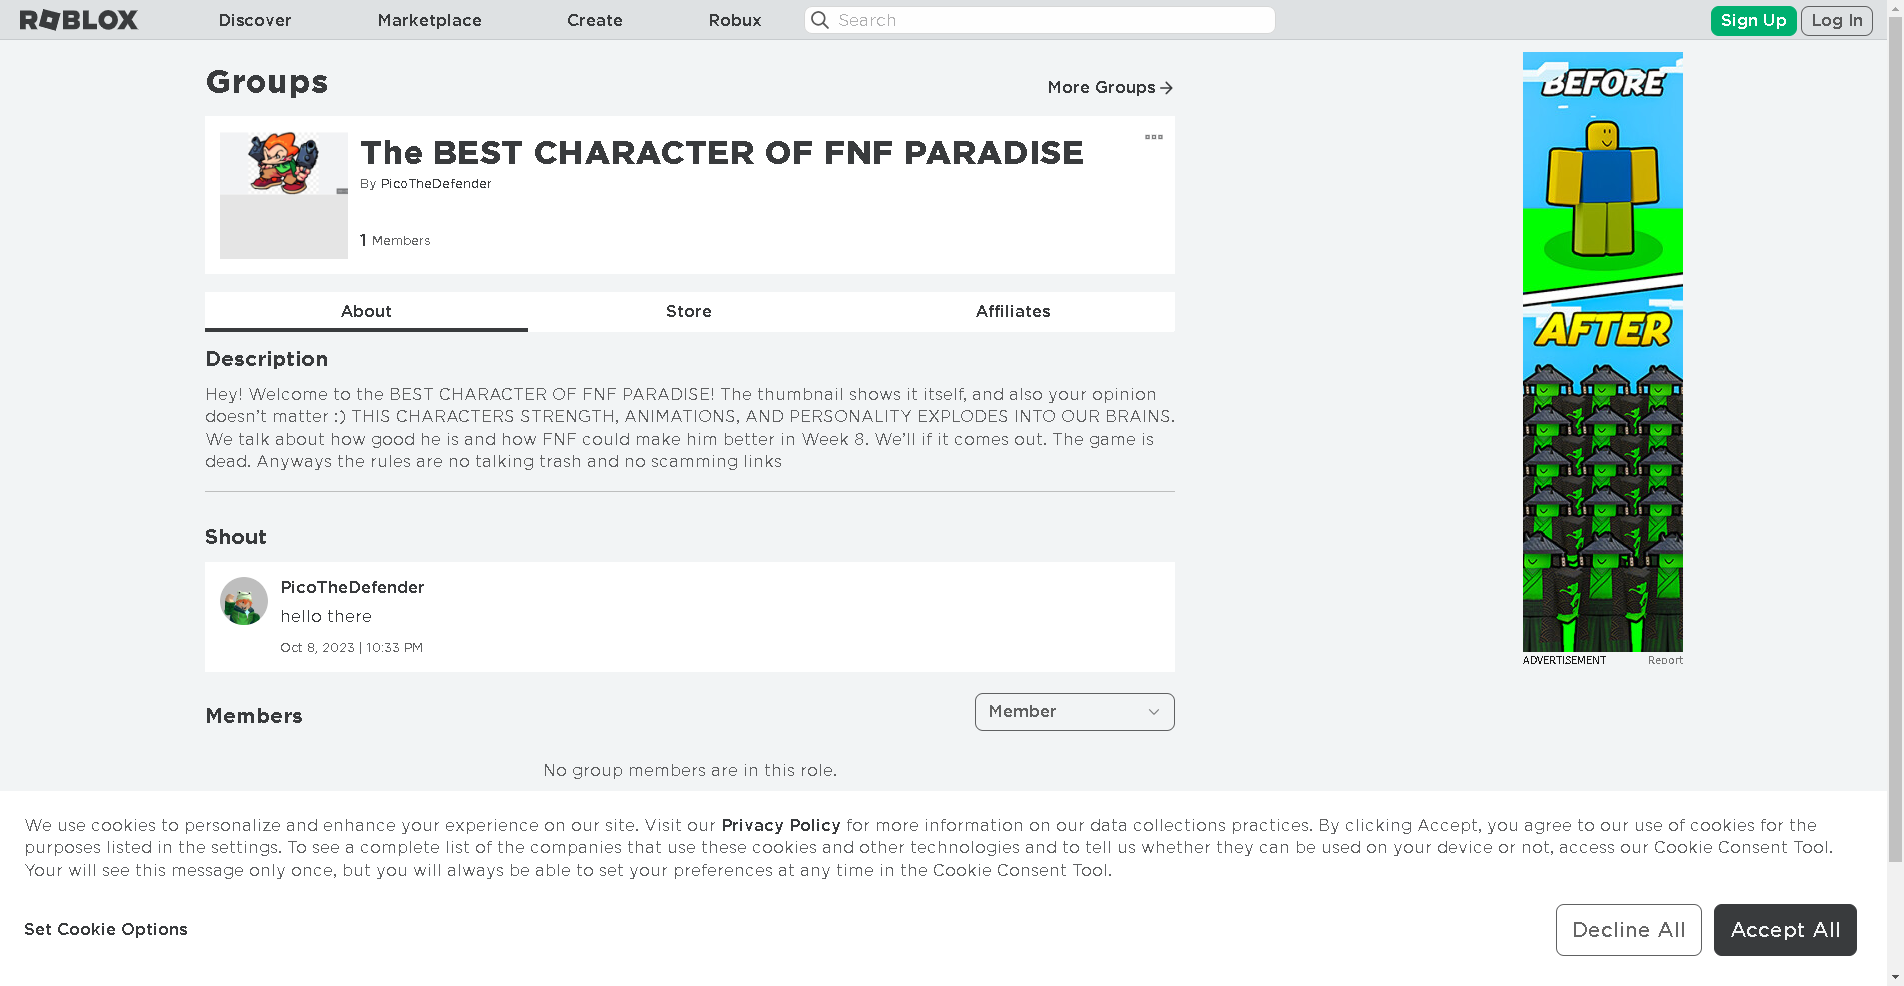 ROBLOX
Discover
Marketplace
Create
Robux
Search
Sign Up
Log In
Groups
More Groups
The BEST CHARACTER OF FNF PARADISE
By PicoTheDefender
1 Members
About
Store
Affiliates
Description
Hey! Welcome to the BEST CHARACTER OF FNF PARADISE! The thumbnail shows it itself, and also your opinion
doesn't matter :) THIS CHARACTERS STRENGTH, ANIMATIONS, AND PERSONALITY EXPLODES INTO OUR BRAINS.
We talk about how good he is and how FNF could make him better in Week 8. We'll if it comes out. The game is
dead. Anyways the rules are no talking trash and no scamming links
Shout
PicoTheDefender
hello there
Oct 8, 2023 | 10:33 PM
Members
Member
No group members are in this role.
BEFORE
AFTER
ADVERTISEMENT
Report
We use cookies to personalize and enhance your experience on our site. Visit our Privacy Policy for more information on our data collections practices. By clicking Accept, you agree to our use of cookies for the
purposes listed in the settings. To see a complete list of the companies that use these cookies and other technologies and to tell us whether they can be used on your device or not, access our Cookie Consent Tool.
Your will see this message only once, but you will always be able to set your preferences at any time in the Cookie Consent Tool.
Set Cookie Options
Decline All
Accept All